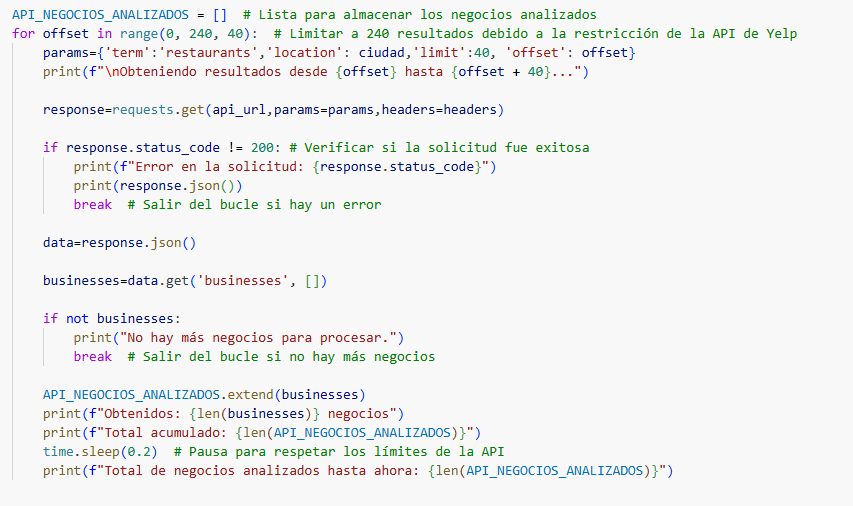 API_NEGOCIOS_ANALIZADOS = []  # Lista para almacenar los negocios analizados
for offset in range(0, 240, 40):  # Limitar a 240 resultados debido a la restricción de la API de Yelp
    params={'term':'restaurants','location': ciudad,'limit':40, 'offset': offset}
    print(f"\nObteniendo resultados desde {offset} hasta {offset + 40}...")

    response=requests.get(api_url,params=params,headers=headers)

    if response.status_code != 200: # Verificar si la solicitud fue exitosa
        print(f"Error en la solicitud: {response.status_code}")
        print(response.json())
        break  # Salir del bucle si hay un error

    data=response.json()

    businesses=data.get('businesses', [])

    if not businesses:
        print("No hay más negocios para procesar.")
        break  # Salir del bucle si no hay más negocios

    API_NEGOCIOS_ANALIZADOS.extend(businesses)
    print(f"Obtenidos: {len(businesses)} negocios")
    print(f"Total acumulado: {len(API_NEGOCIOS_ANALIZADOS)}")
    time.sleep(0.2)  # Pausa para respetar los límites de la API
    print(f"Total de negocios analizados hasta ahora: {len(API_NEGOCIOS_ANALIZADOS)}")